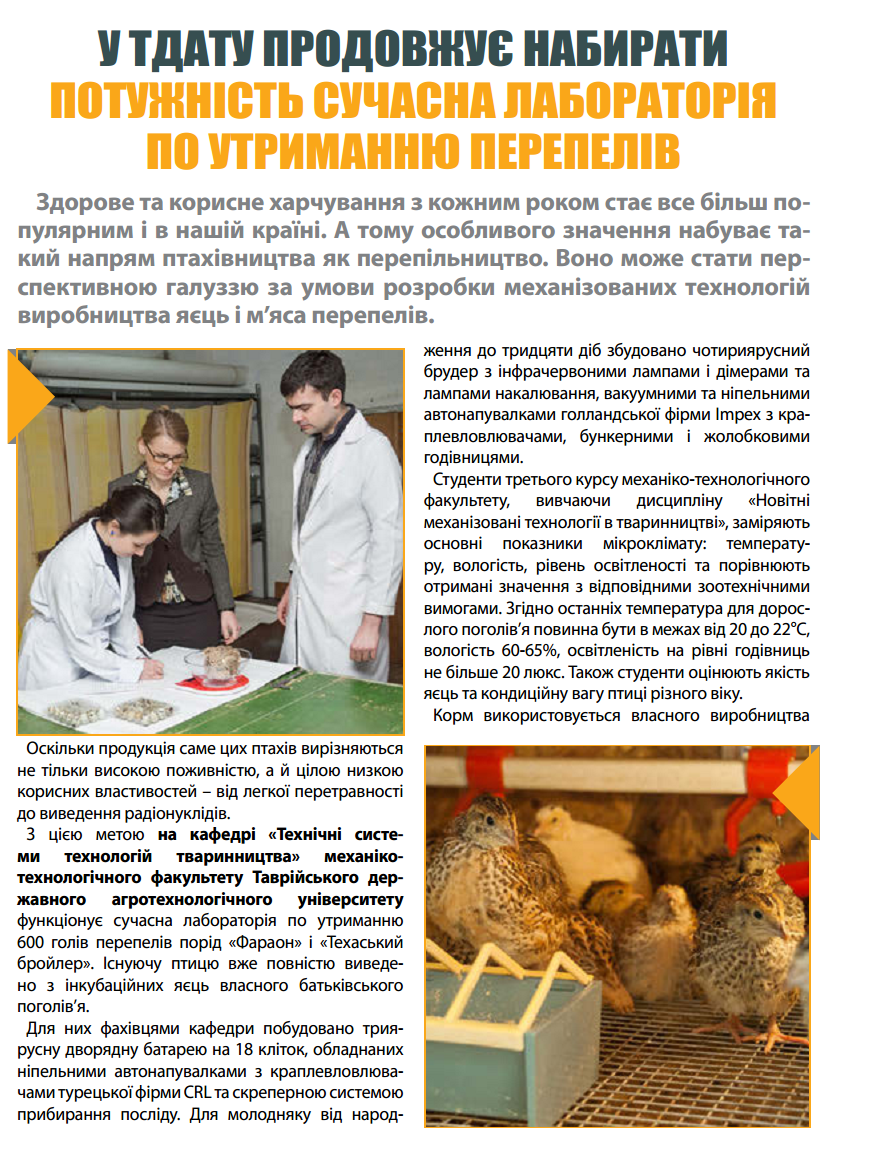 У ТДАТУ ПРОДОВЖУЄ НАБИРАТИ
ПОТУЖНІСТЬ СУЧАСНА ЛАБОРАТОРІЯ
ПО УТРИМАННЮ ПЕРЕПЕЛІВ
Здорове та корисне харчування з кожним роком стає все більш по-
пулярним і в нашій країні. А тому особливого значення набуває та-
кий напрям птахівництва як перепільництво. Воно може стати пер-
спективною галуззю за умови розробки механізованих технологій
виробництва яєць і м’яса перепелів.
Оскільки продукція саме цих птахів вирізняються
не тільки високою поживністю, а й цілою низкою
корисних властивостей – від легкої перетравності
до виведення радіонуклідів.
З цією метою на кафедрі «Технічні систе-
ми технологій тваринництва» механіко-
технологічного факультету Таврійського дер-
жавного агротехнологічного університету
функціонує сучасна лабораторія по утриманню
600 голів перепелів порід «Фараон» і «Техаський
бройлер». Існуючу птицю вже повністю виведе-
но з інкубаційних яєць власного батьківського
поголів’я.
Для них фахівцями кафедри побудовано трия-
русну дворядну батарею на 18 кліток, обладнаних
ніпельними автонапувалками з краплевловлюва-
чами турецької фірми CRL та скреперною системою
прибирання посліду. Для молодняку від народ-
ження до тридцяти діб збудовано чотириярусний
брудер з інфрачервоними лампами і дімерами та
лампами накалювання, вакуумними та ніпельними
автонапувалками голландської фірми Impex з кра-
плевловлювачами, бункерними і жолобковими
годівницями.
Студенти третього курсу механіко-технологічного
факультету, вивчаючи дисципліну «Новітні
механізовані технології в тваринництві», заміряють
основні показники мікроклімату: температу-
ру, вологість, рівень освітленості та порівнюють
отримані значення з відповідними зоотехнічними
вимогами. Згідно останніх температура для дорос-
лого поголів’я повинна бути в межах від 20 до 22°С,
вологість 60-65%, освітленість на рівні годівниць
не більше 20 люкс. Також студенти оцінюють якість
яєць та кондиційну вагу птиці різного віку.
Корм використовується власного виробництва